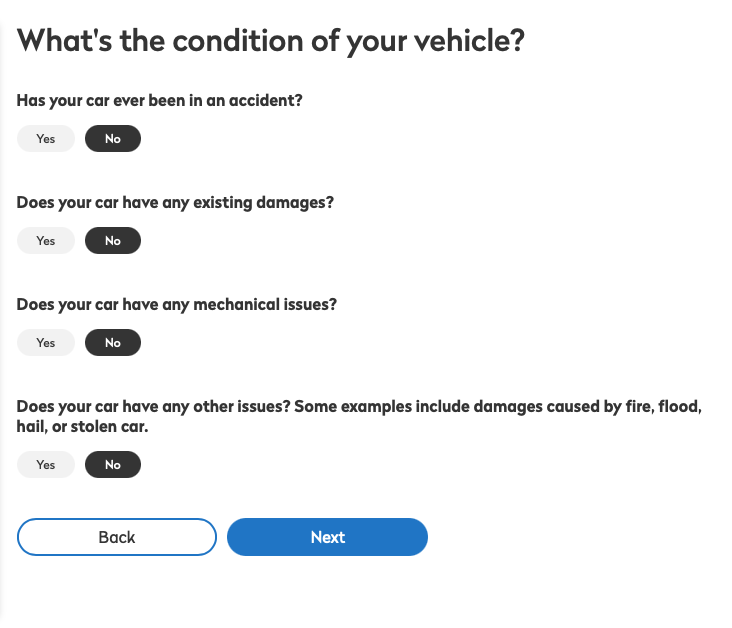 What's the condition of your vehicle?
Has your car ever been in an accident?
Yes No
Does your car have any existing damages?
Yes No
Does your car have any mechanical issues?
Yes No
Does your car have any other issues? Some examples include damages caused by fire, flood,
hail, or stolen car.
Yes No
Back Next